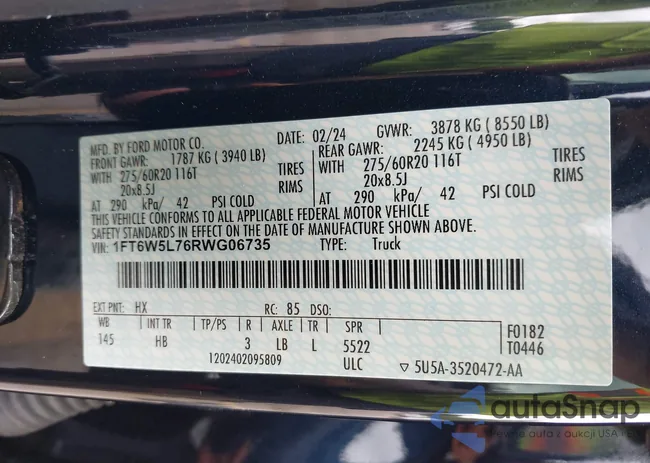 MFD. BY FORD MOTOR CO.
DATE: 02/24 GVWR: 3878 KG ( 8550 LB)
FRONT GAWR: 1787 KG ( 3940 LB)
REAR GAWR: 2245 KG ( 4950 LB)
WITH 275/60R20 116T TIRES
WITH 275/60R20 116T TIRES
20x8.5J RIMS
20x8.5J RIMS
AT 290 kPa/ 42 PSI COLD
AT 290 kPa/ 42 PSI COLD
THIS VEHICLE CONFORMS TO ALL APPLICABLE FEDERAL MOTOR VEHICLE
SAFETY STANDARDS IN EFFECT ON THE DATE OF MANUFACTURE SHOWN ABOVE.
VIN: 1FT6W5L76RWG06735 TYPE: Truck
EXT PNT: HX RC: 85 DSO:
WB INT TR TP/PS R AXLE TR SPR
F0182
145 HB 3 LB L 5522
T0446
1202402095809 ULC
5U5A-3520472-AA
autaSnap
Pewne auta z aukcji USA